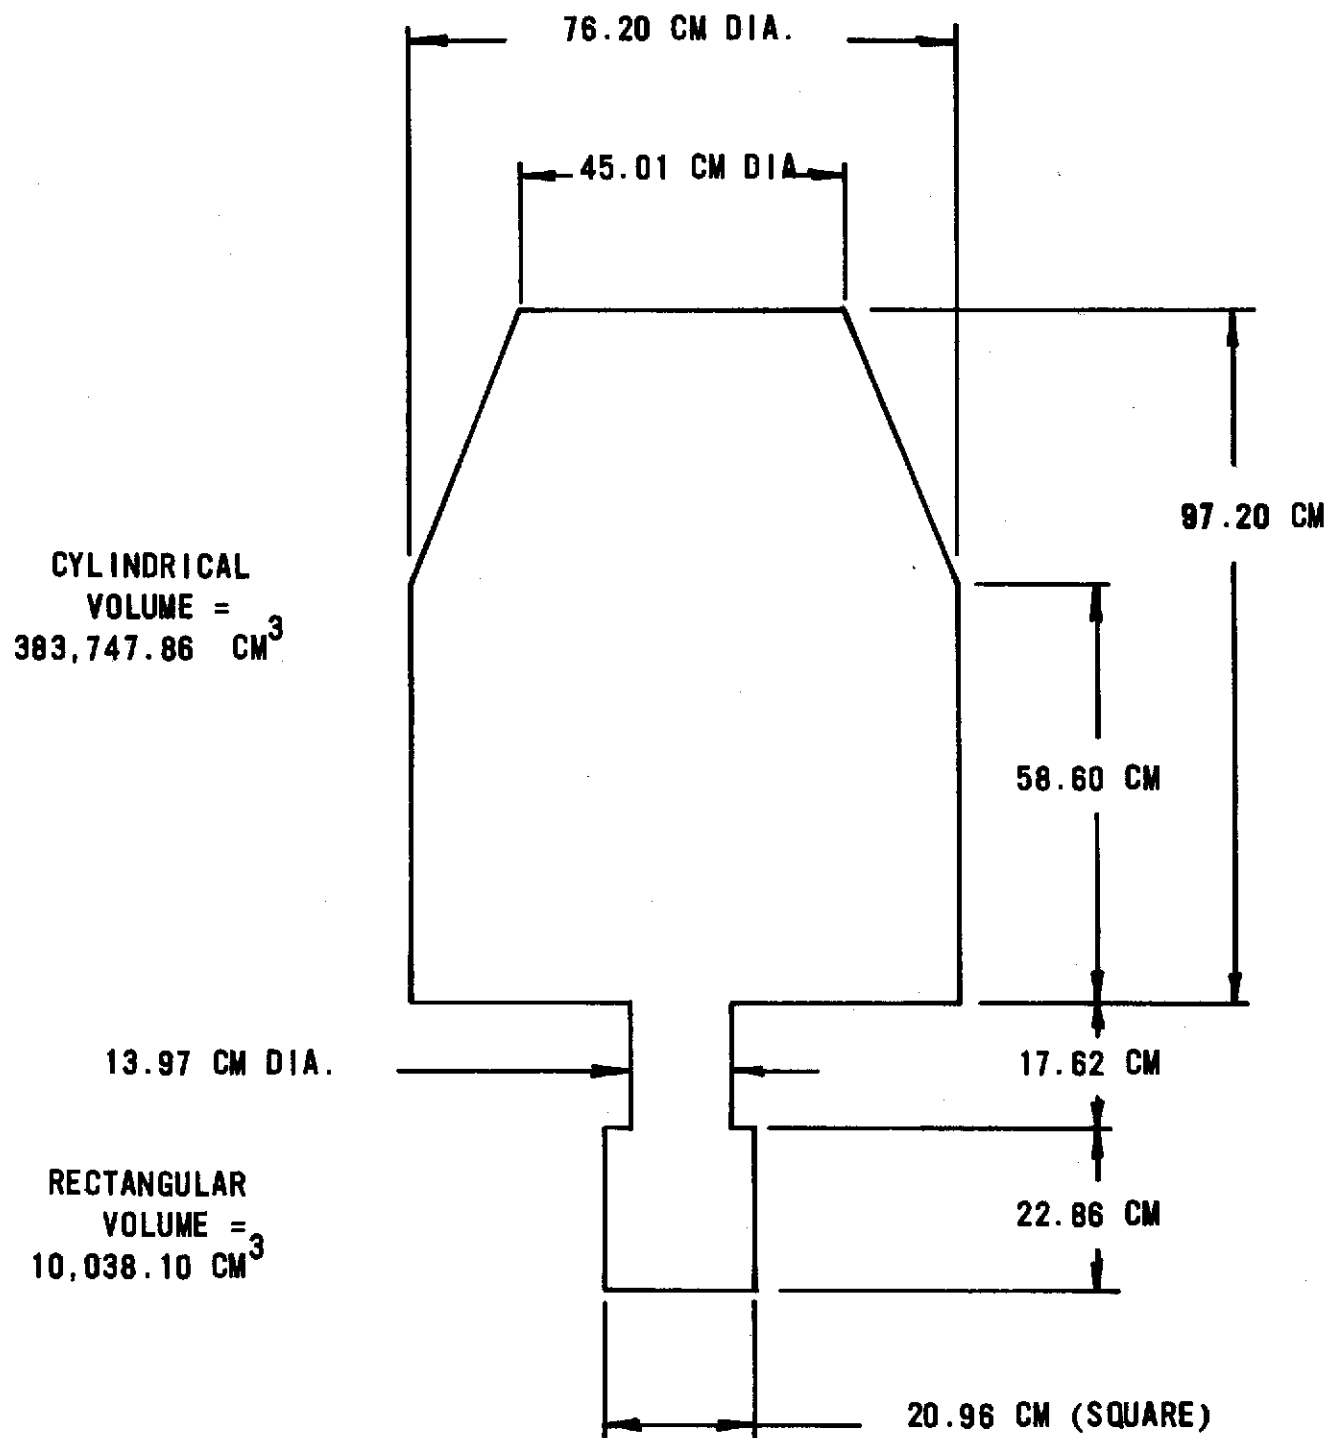 76.20 CM DIA.
45.01 CM DIA
97.20 CM
CYLINDRICAL
VOLUME =
383,747.86 CM³
58.60 CM
13.97 CM DIA.
17.62 CM
RECTANGULAR
VOLUME =
10,038.10 CM³
22.86 CM
20.96 CM (SQUARE)